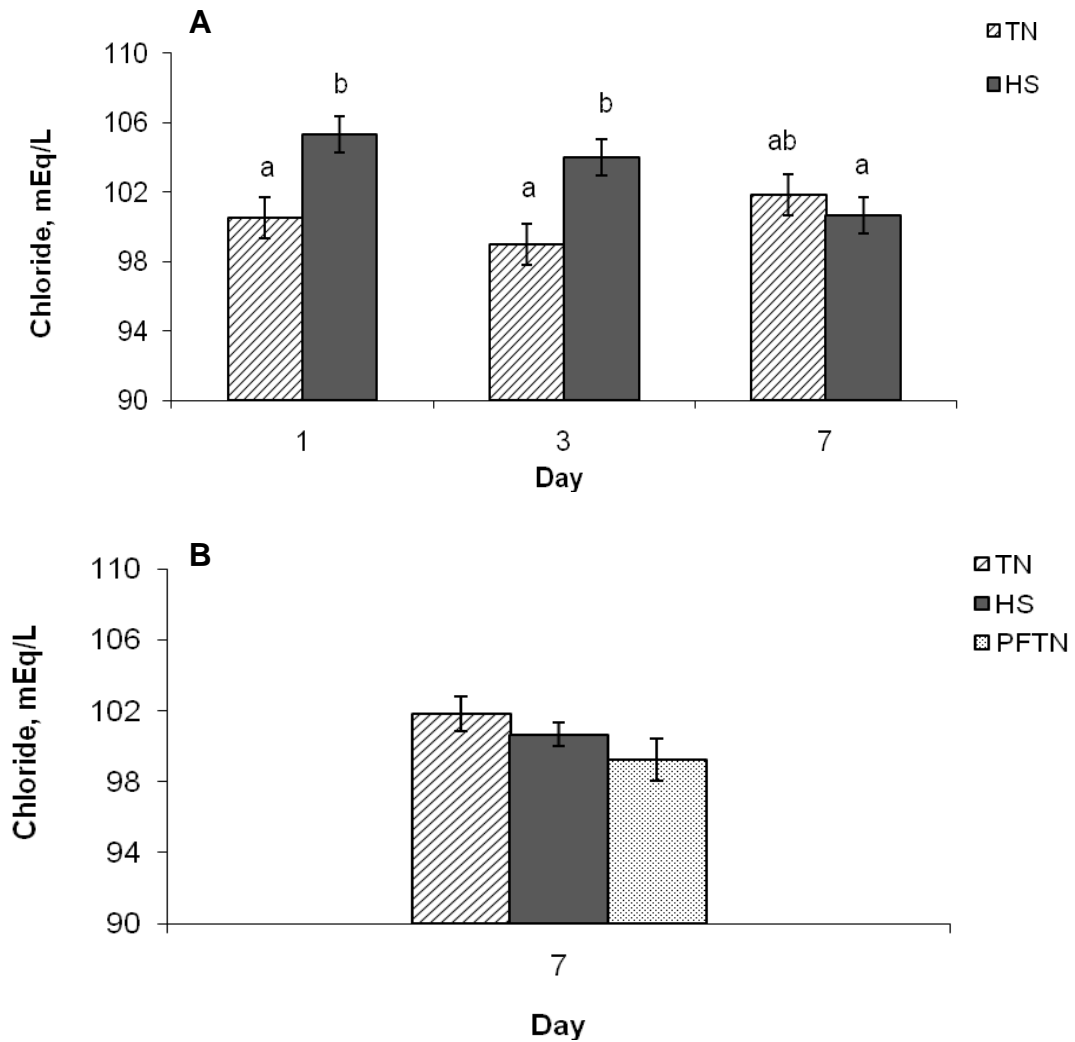 A
TN
HS
Chloride, mEq/L
110
106
102
98
94
90
a
b
a
b
ab
a
1 3 7
Day
B
TN
HS
PFTN
Chloride, mEq/L
110
106
102
98
94
90
7
Day